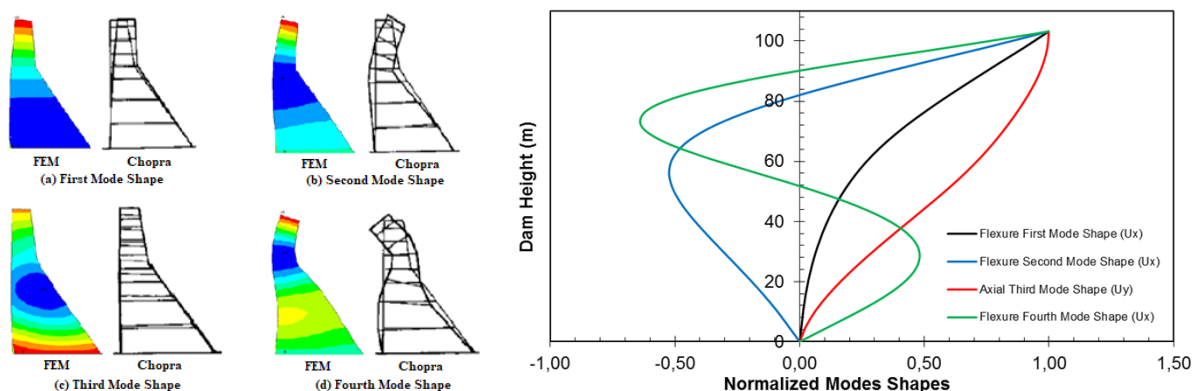 FEM Chopra
(a) First Mode Shape
FEM Chopra
(b) Second Mode Shape
FEM Chopra
(c) Third Mode Shape
FEM Chopra
(d) Fourth Mode Shape
Dam Height (m)
100
80
60
40
20
0
-1,00 -0,50 0,00 0,50 1,00 1,50
Normalized Modes Shapes
Flexure First Mode Shape (Ux)
Flexure Second Mode Shape (Ux)
Axial Third Mode Shape (Uy)
Flexure Fourth Mode Shape (Ux)